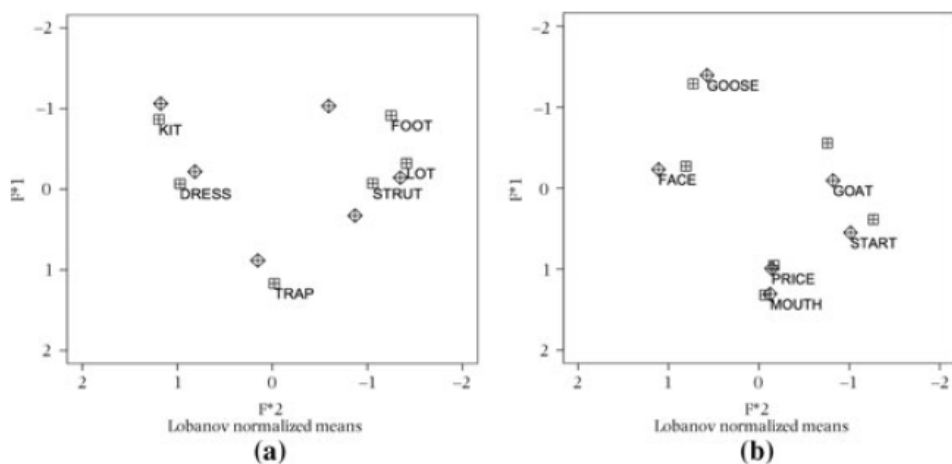 −2
−1
0
1
2
F*1
KIT
FOOT
DRESS
LOT
STRUT
TRAP
2 1 0 −1 −2
F*2
Lobanov normalized means
(a)
−2
−1
0
1
2
F*1
GOOSE
FACE
GOAT
START
PRICE
MOUTH
2 1 0 −1 −2
F*2
Lobanov normalized means
(b)